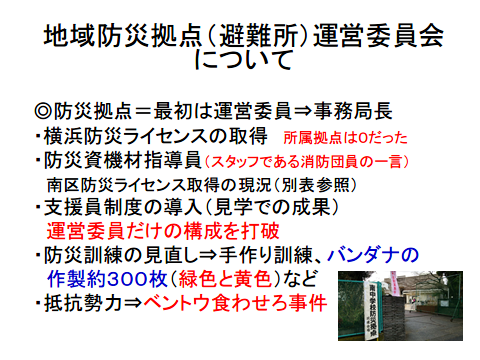 地域防災拠点（避難所）運営委員会
について
◎防災拠点＝最初は運営委員⇒事務局長
・横浜防災ライセンスの取得　所属拠点は0だった
・防災資機材指導員（スタッフである消防団員の一言）
南区防災ライセンス取得の現況（別表参照）
・支援員制度の導入（見学での成果）
運営委員だけの構成を打破
・防災訓練の見直し⇒手作り訓練、バンダナの
作製約３００枚（緑色と黄色）など
・抵抗勢力⇒ベントウ食わせろ事件
南中学校防災拠点